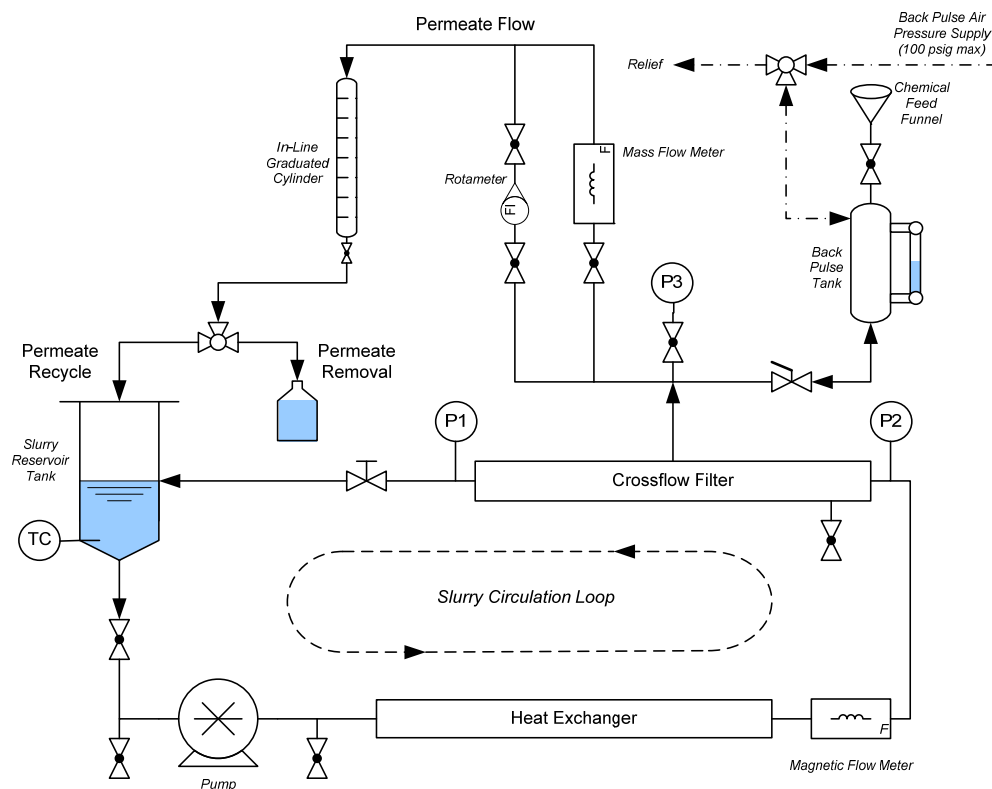 Permeate Flow
Back Pulse Air
Pressure Supply
(100 psig max)
Relief
Chemical
Feed
Funnel
In-Line
Graduated
Cylinder
Rotameter
FI
F
Mass Flow Meter
Back
Pulse
Tank
P3
Permeate
Recycle
Permeate
Removal
P1
P2
Slurry
Reservoir
Tank
Crossflow Filter
TC
Slurry Circulation Loop
Heat Exchanger
F
Pump
Magnetic Flow Meter